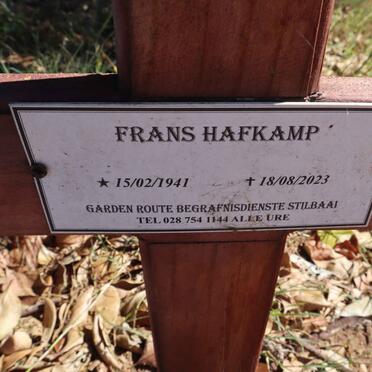 FRANS HAFKAMP
★ 15/02/1941 ✝ 18/08/2023
GARDEN ROUTE BEGRAFNISDIENSTE STILBAAI
TEL 028 754 1144 ALLE URE